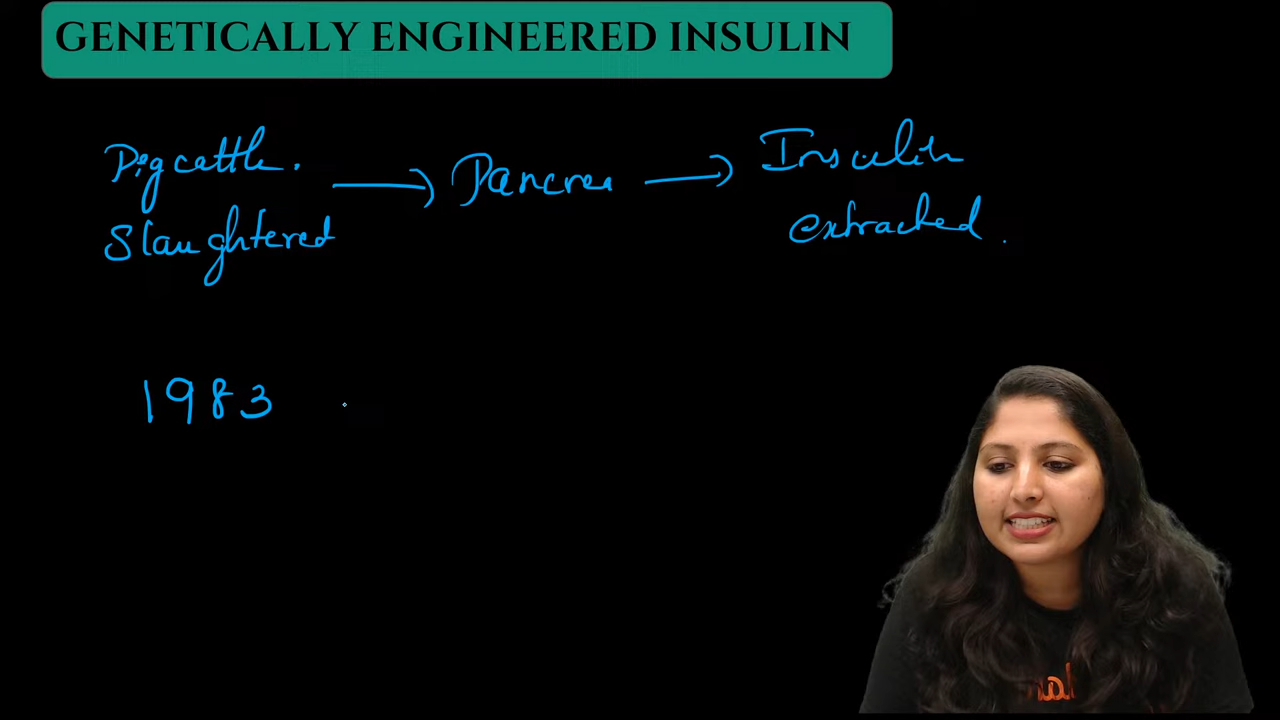 GENETICALLY ENGINEERED INSULIN
Pig cattle. → Pancrea → Insulin
Slaughtered extracted.
1983